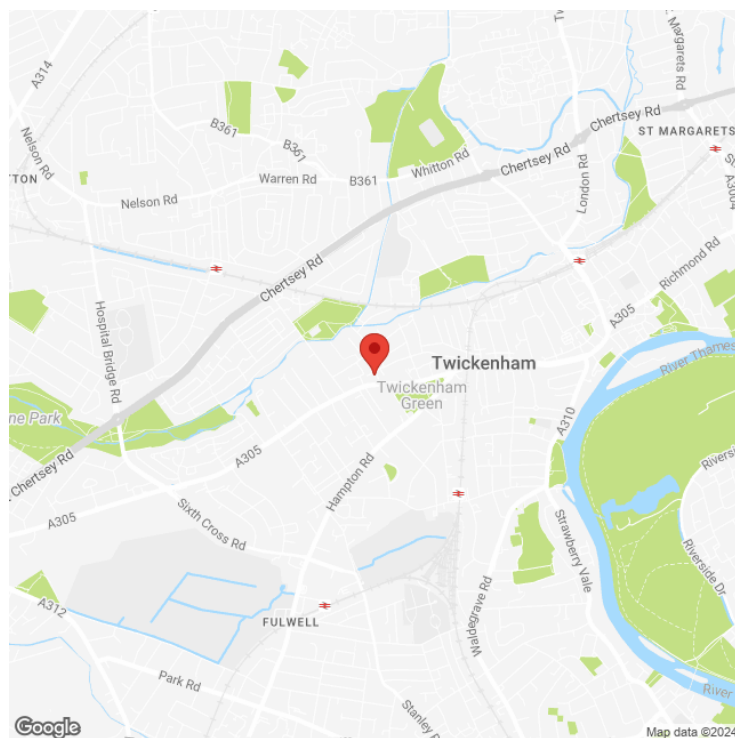 A314
St Margarets Rd
B361
Chertsey Rd
ST MARGARETS
Nelson Rd
B361
Whitton Rd
Chertsey Rd
London Rd
TTON
Warren Rd
B361
A3004
Nelson Rd
Richmond Rd
Chertsey Rd
A305
Hospital Bridge Rd
River Thames
Twickenham
Twickenham
Green
ne Park
A310
Chertsey Rd
A305
Hampton Rd
Riversi
A305
Sixth Cross Rd
Strawberry Vale
Riverside Dr
A312
Waldegrave Rd
FULWELL
Park Rd
Stanley R
River
Google
Map data ©2024